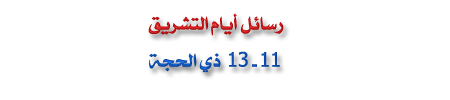 رسائل أيام التشريق
11 ـ 13 ذي الحجة